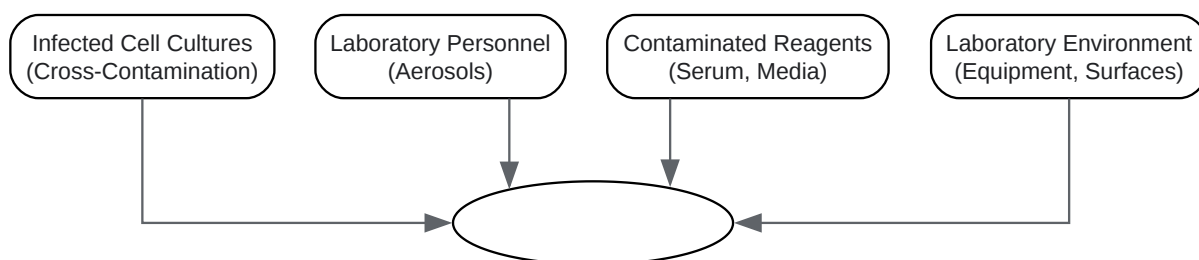 Infected Cell Cultures
(Cross-Contamination)
Laboratory Personnel
(Aerosols)
Contaminated Reagents
(Serum, Media)
Laboratory Environment
(Equipment, Surfaces)